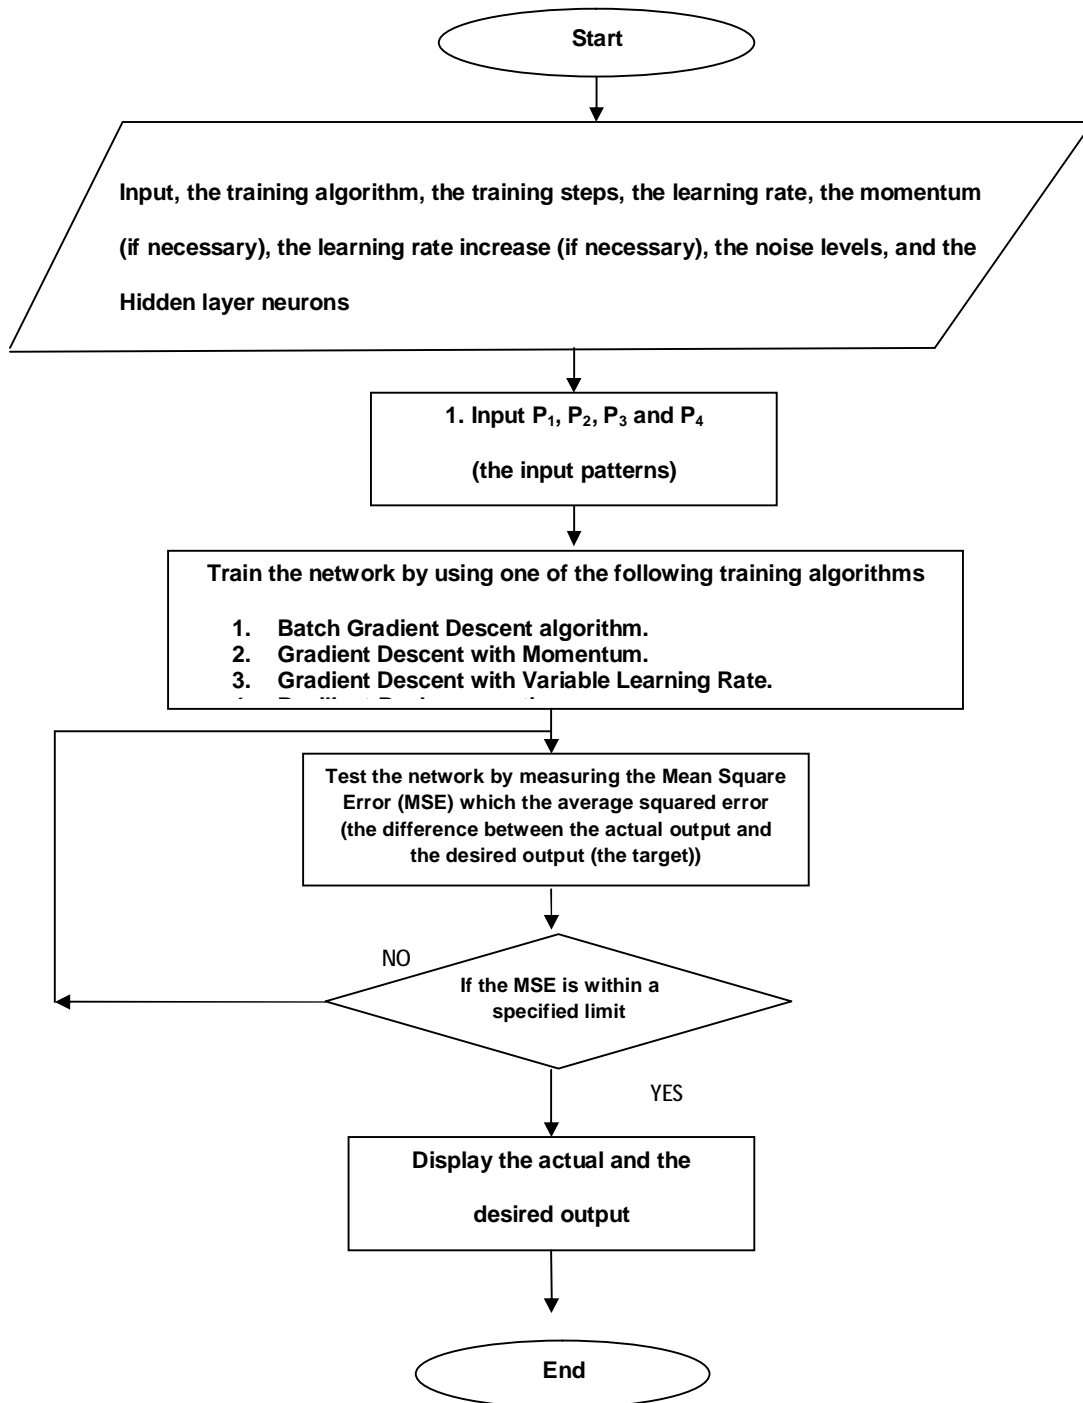 Start
Input, the training algorithm, the training steps, the learning rate, the momentum
(if necessary), the learning rate increase (if necessary), the noise levels, and the
Hidden layer neurons
1. Input P₁, P₂, P₃ and P₄
(the input patterns)
Train the network by using one of the following training algorithms
1. Batch Gradient Descent algorithm.
2. Gradient Descent with Momentum.
3. Gradient Descent with Variable Learning Rate.
Test the network by measuring the Mean Square
Error (MSE) which the average squared error
(the difference between the actual output and
the desired output (the target))
NO
If the MSE is within a
specified limit
YES
Display the actual and the
desired output
End